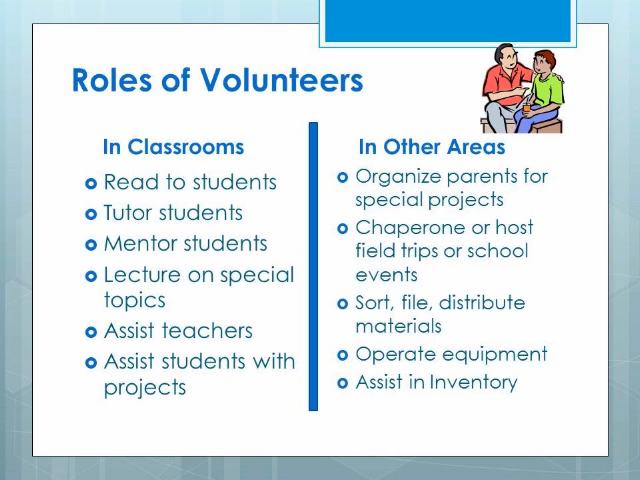 Roles of Volunteers
In Classrooms
Read to students
Tutor students
Mentor students
Lecture on special
topics
Assist teachers
Assist students with
projects
In Other Areas
Organize parents for
special projects
Chaperone or host
field trips or school
events
Sort, file, distribute
materials
Operate equipment
Assist in Inventory